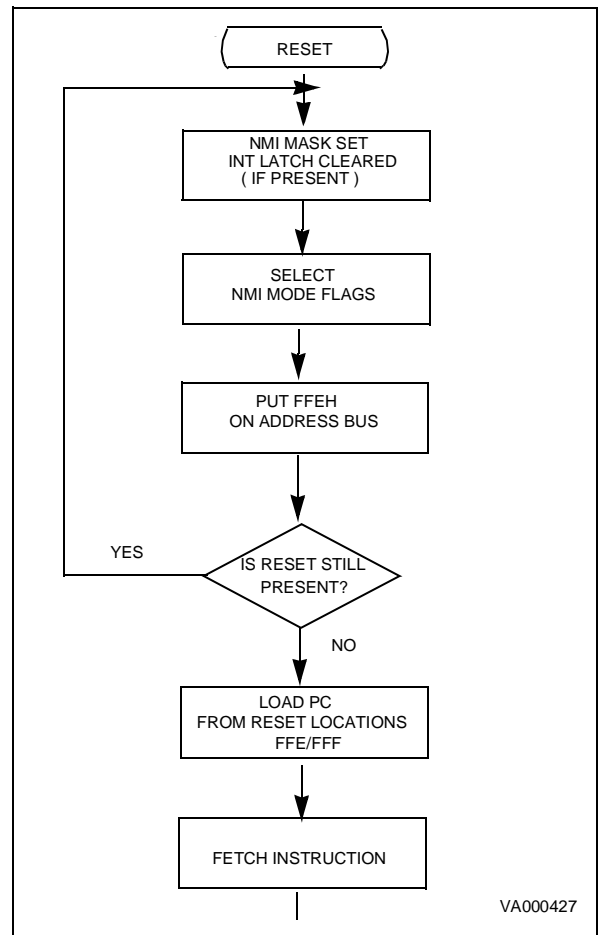 RESET
NMI MASK SET
INT LATCH CLEARED
( IF PRESENT )
SELECT
NMI MODE FLAGS
PUT FFEH
ON ADDRESS BUS
YES
IS RESET STILL
PRESENT?
NO
LOAD PC
FROM RESET LOCATIONS
FFE/FFF
FETCH INSTRUCTION
VA000427